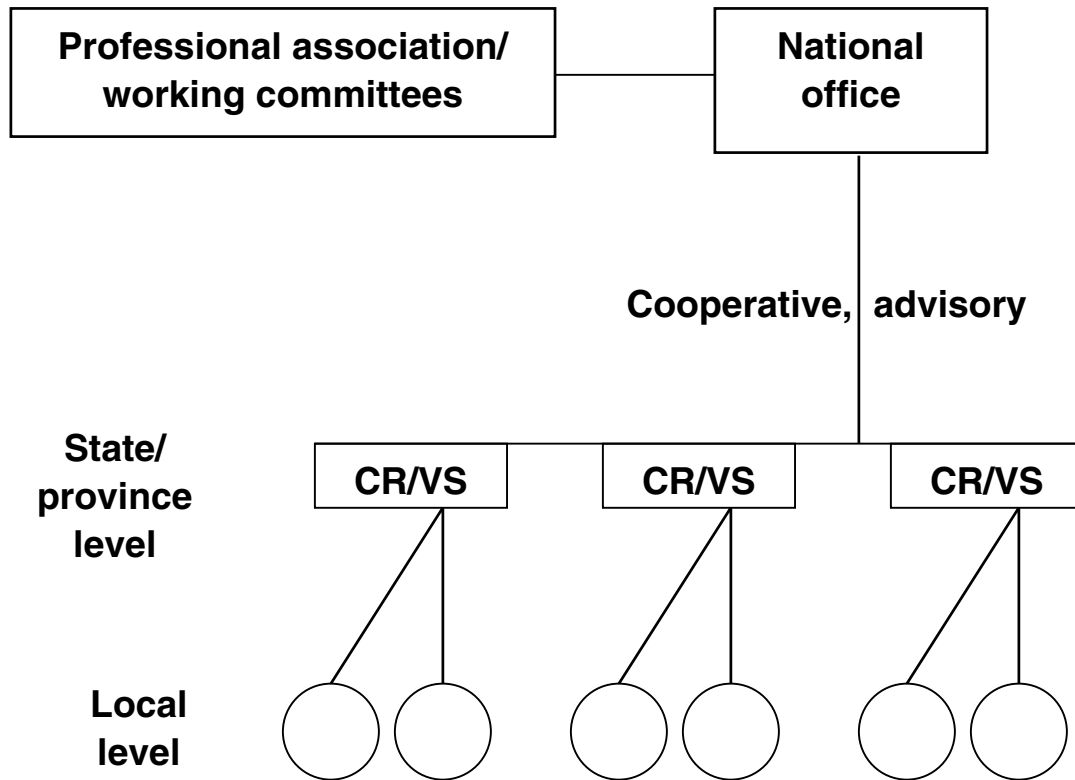 Professional association/
working committees
National
office
Cooperative, advisory
State/
province
level
CR/VS
CR/VS
CR/VS
Local
level